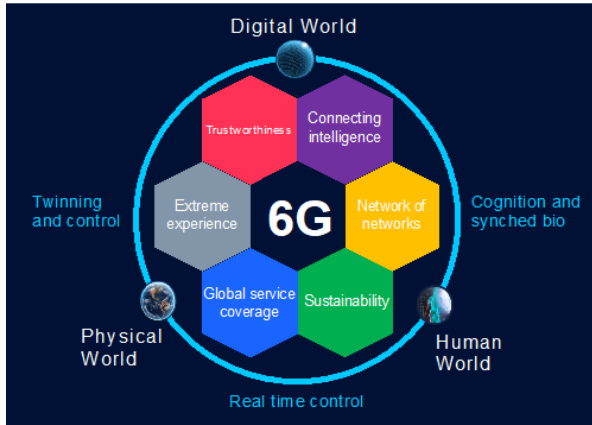 Digital World
Trustworthiness
Connecting
intelligence
Twinning
and control
Extreme
experience
6G
Network of
networks
Cognition and
synched bio
Global service
coverage
Sustainability
Physical
World
Human
World
Real time control